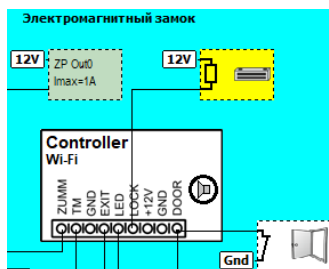 Электромагнитный замок
12V
ZP Out0
Imax=1A
12V
Controller
Wi-Fi
ZUMM
TM
GND
EXIT
LED
LOCK
+12V
GND
DOOR
Gnd